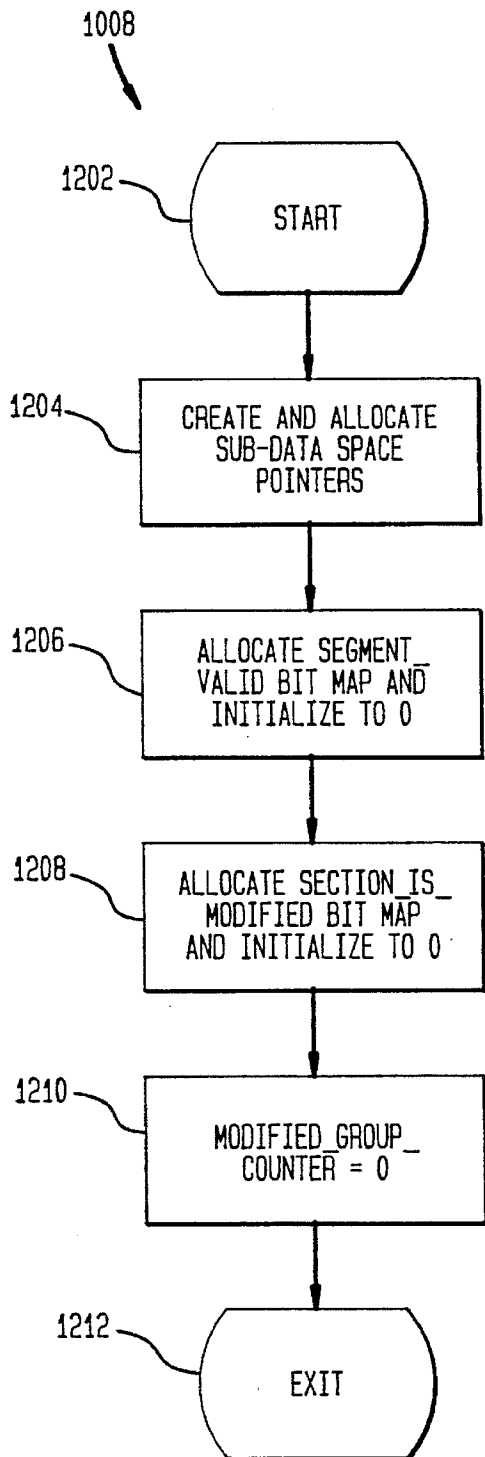 1008
1202
START
1204
CREATE AND ALLOCATE
SUB-DATA SPACE
POINTERS
1206
ALLOCATE SEGMENT_
VALID BIT MAP AND
INITIALIZE TO 0
1208
ALLOCATE SECTION_IS_
MODIFIED BIT MAP
AND INITIALIZE TO 0
1210
MODIFIED_GROUP_
COUNTER = 0
1212
EXIT